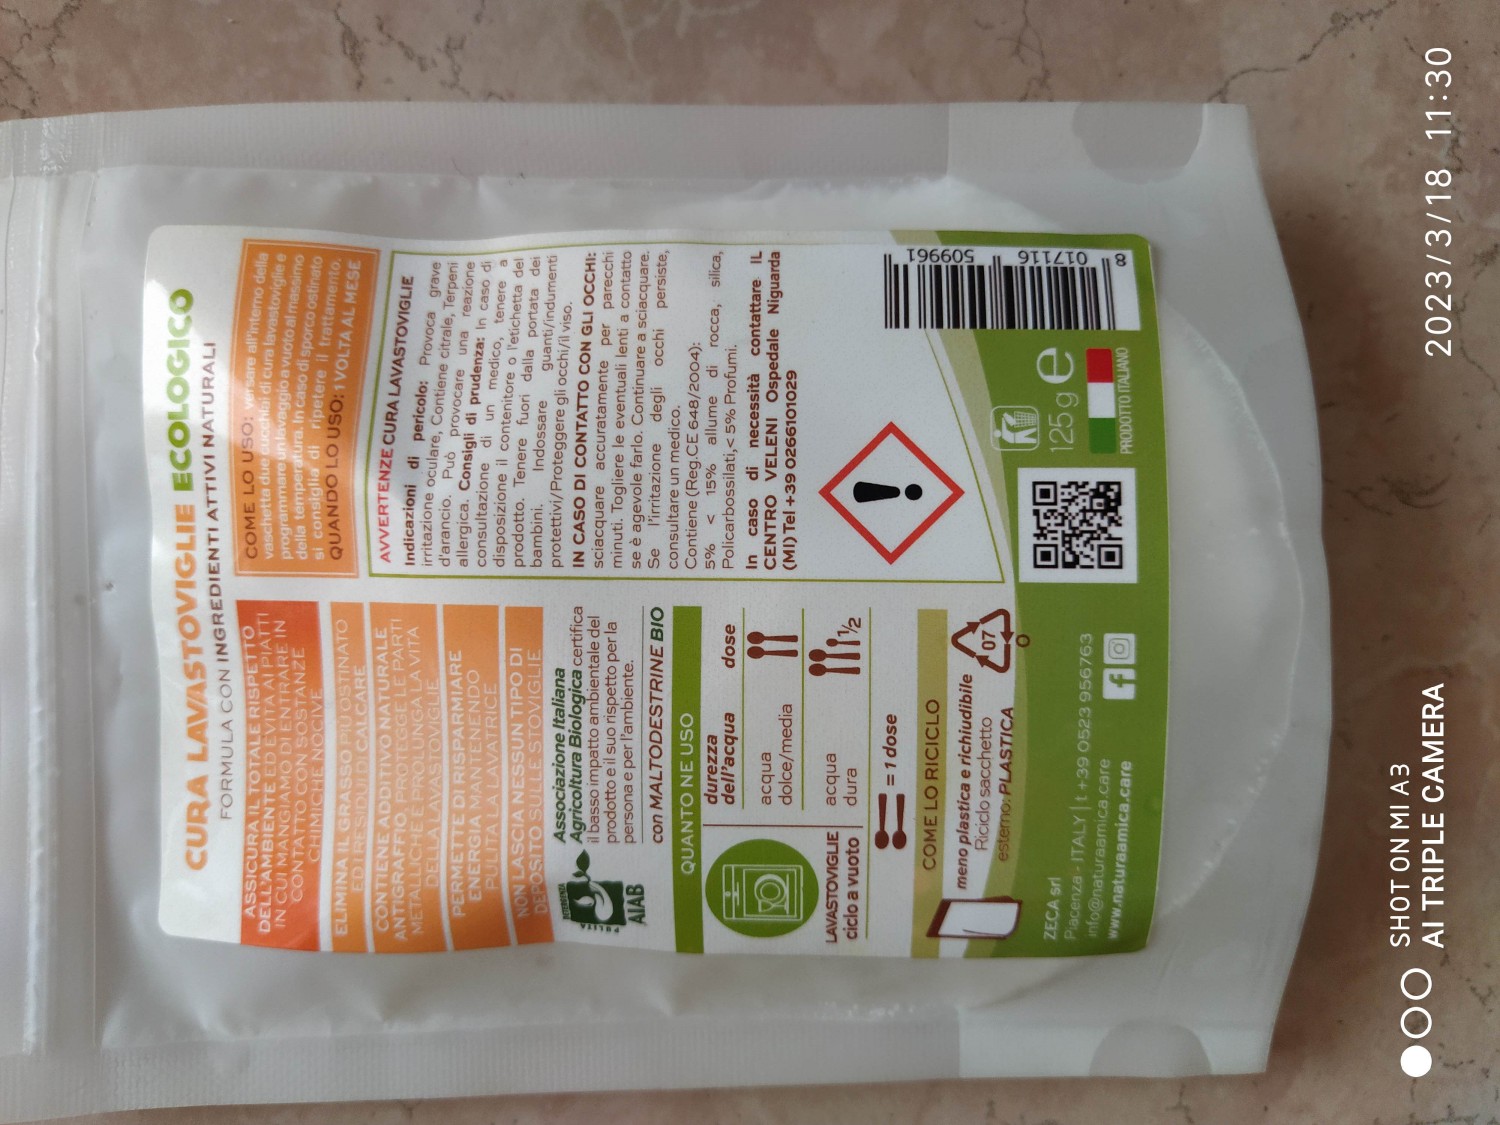 CURA LAVASTOVIGLIE ECOLOGICO
FORMULA CON INGREDIENTI ATTIVI NATURALI
ASSICURA IL TOTALE RISPETTO
DELL'AMBIENTE ED EVITA AI PIATTI
IN CUI MANGIAMO DI ENTRARE IN
CONTATTO CON SOSTANZE
CHIMICHE NOCIVE
ELIMINA IL GRASSO PIÙ OSTINATO
ED I RESIDUI DI CALCARE
CONTIENE ADDITIVO NATURALE
ANTIGRAFFIO, PROTEGGE LE PARTI
METALLICHE, PROLUNGA LA VITA
DELLA LAVASTOVIGLIE
PERMETTE DI RISPARMIARE
ENERGIA MANTENENDO
PULITA LA LAVATRICE
NON LASCIA NESSUN TIPO DI
DEPOSITO SULLE STOVIGLIE
DETERGENZA
PULITA
AIAB
Associazione Italiana
Agricoltura Biologica certifica
il basso impatto ambientale del
prodotto e il suo rispetto per la
persona e per l'ambiente.
con MALTODESTRINE BIO
QUANTO NE USO
durezza
dell'acqua
dose
acqua
dolce/media
acqua
dura
1/2
LAVASTOVIGLIE
ciclo a vuoto
= 1 dose
COME LO RICICLO
meno plastica e richiudibile
Riciclo sacchetto
esterno: PLASTICA
07
O
ZECA srl
Piacenza - ITALY | t +39 0523 956763
info@naturaamica.care
www.naturaamica.care
COME LO USO: versare all'interno della
vaschetta due cucchiai di cura lavastoviglie e
programmare un lavaggio a vuoto al massimo
della temperatura. In caso di sporco ostinato
si consiglia di ripetere il trattamento.
QUANDO LO USO: 1 VOLTA AL MESE
AVVERTENZE CURA LAVASTOVIGLIE
Indicazioni di pericolo: Provoca grave
irritazione oculare, Contiene citrale, Terpeni
d'arancio. Può provocare una reazione
allergica. Consigli di prudenza: In caso di
consultazione di un medico, tenere a
disposizione il contenitore o l'etichetta del
prodotto. Tenere fuori dalla portata dei
bambini. Indossare guanti/indumenti
protettivi/Proteggere gli occhi/il viso.
IN CASO DI CONTATTO CON GLI OCCHI:
sciacquare accuratamente per parecchi
minuti. Togliere le eventuali lenti a contatto
se è agevole farlo. Continuare a sciacquare.
Se l'irritazione degli occhi persiste,
consultare un medico.
Contiene (Reg.CE 648/2004):
5% < 15% allume di rocca, silica,
Policarbossilati,< 5% Profumi.
In caso di necessità contattare IL
CENTRO VELENI Ospedale Niguarda
(MI) Tel +39 0266101029
125 g e
PRODOTTO ITALIANO
8 017116 509961
SHOT ON MI A3
AI TRIPLE CAMERA
2023/3/18 11:30